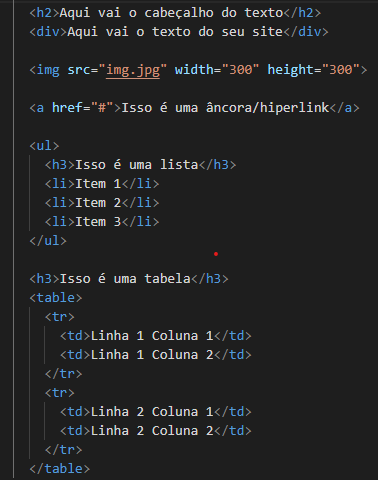 <h2>Aqui vai o cabeçalho do texto</h2>
<div>Aqui vai o texto do seu site</div>
<img src="img.jpg" width="300" height="300">
<a href="#">Isso é uma âncora/hiperlink</a>
<ul>
<h3>Isso é uma lista</h3>
<li>Item 1</li>
<li>Item 2</li>
<li>Item 3</li>
</ul>
<h3>Isso é uma tabela</h3>
<table>
<tr>
<td>Linha 1 Coluna 1</td>
<td>Linha 1 Coluna 2</td>
</tr>
<tr>
<td>Linha 2 Coluna 1</td>
<td>Linha 2 Coluna 2</td>
</tr>
</table>